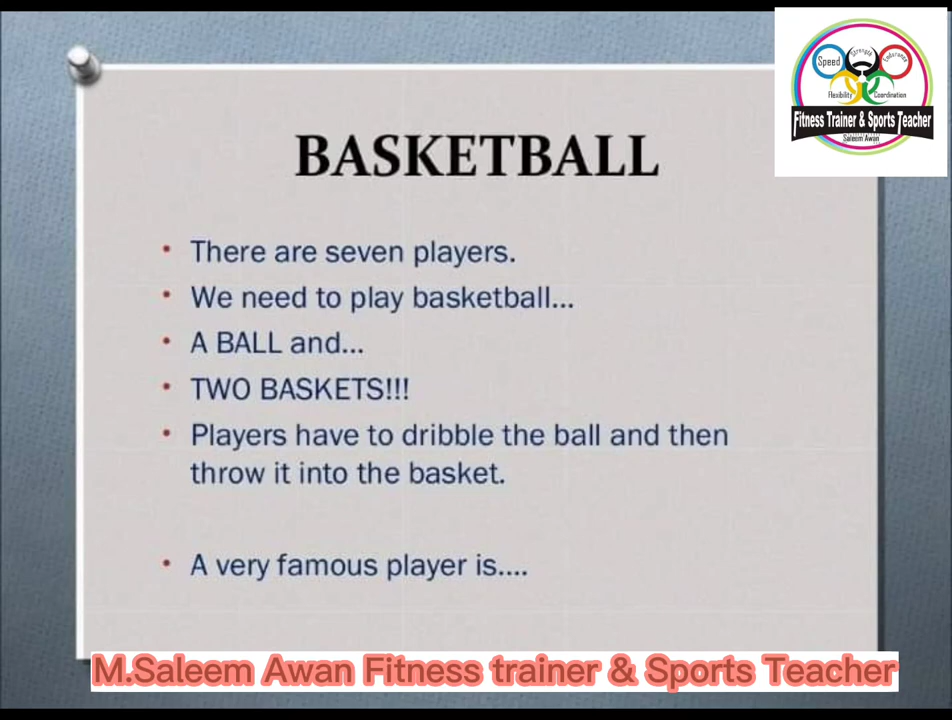 Speed
Strength
Endurance
Flexibility
Coordination
Fitness Trainer & Sports Teacher
Saleem Awan
BASKETBALL
• There are seven players.
• We need to play basketball...
• A BALL and...
• TWO BASKETS!!!
• Players have to dribble the ball and then
throw it into the basket.
• A very famous player is....
M.Saleem Awan Fitness trainer & Sports Teacher